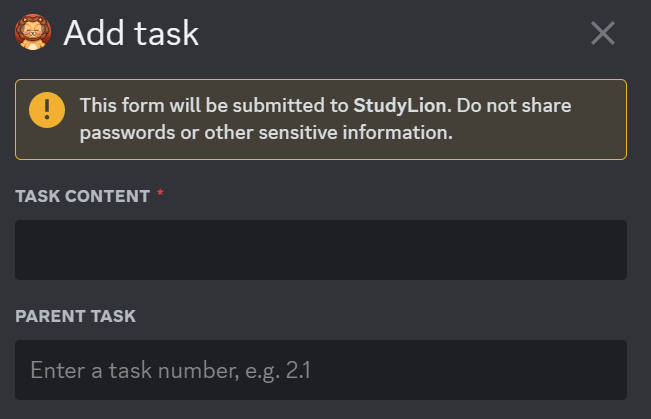 Add task
This form will be submitted to StudyLion. Do not share
passwords or other sensitive information.
TASK CONTENT *
PARENT TASK
Enter a task number, e.g. 2.1